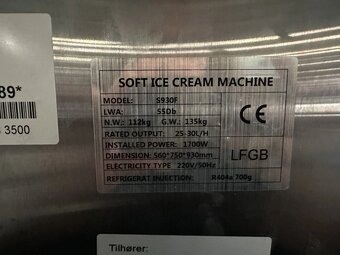 89*
3500
SOFT ICE CREAM MACHINE
MODEL: S930F
LWA: 55Db
N.W.: 112kg G.W.: 135kg
RATED OUTPUT: 25-30L/H
INSTALLED POWER: 1700W
DIMENSION: 560*750*930mm
ELECTRICITY TYPE: 220V/50Hz
REFRIGERAT INJECTION: R404a 700g
CE
LFGB
Tilhører: